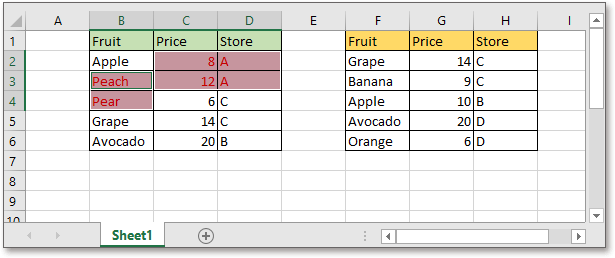 A B C D E F G H I
1 Fruit Price Store Fruit Price Store
2 Apple 8 A Grape 14 C
3 Peach 12 A Banana 9 C
4 Pear 6 C Apple 10 B
5 Grape 14 C Avocado 20 D
6 Avocado 20 B Orange 6 D
7
8
9
10
Sheet1